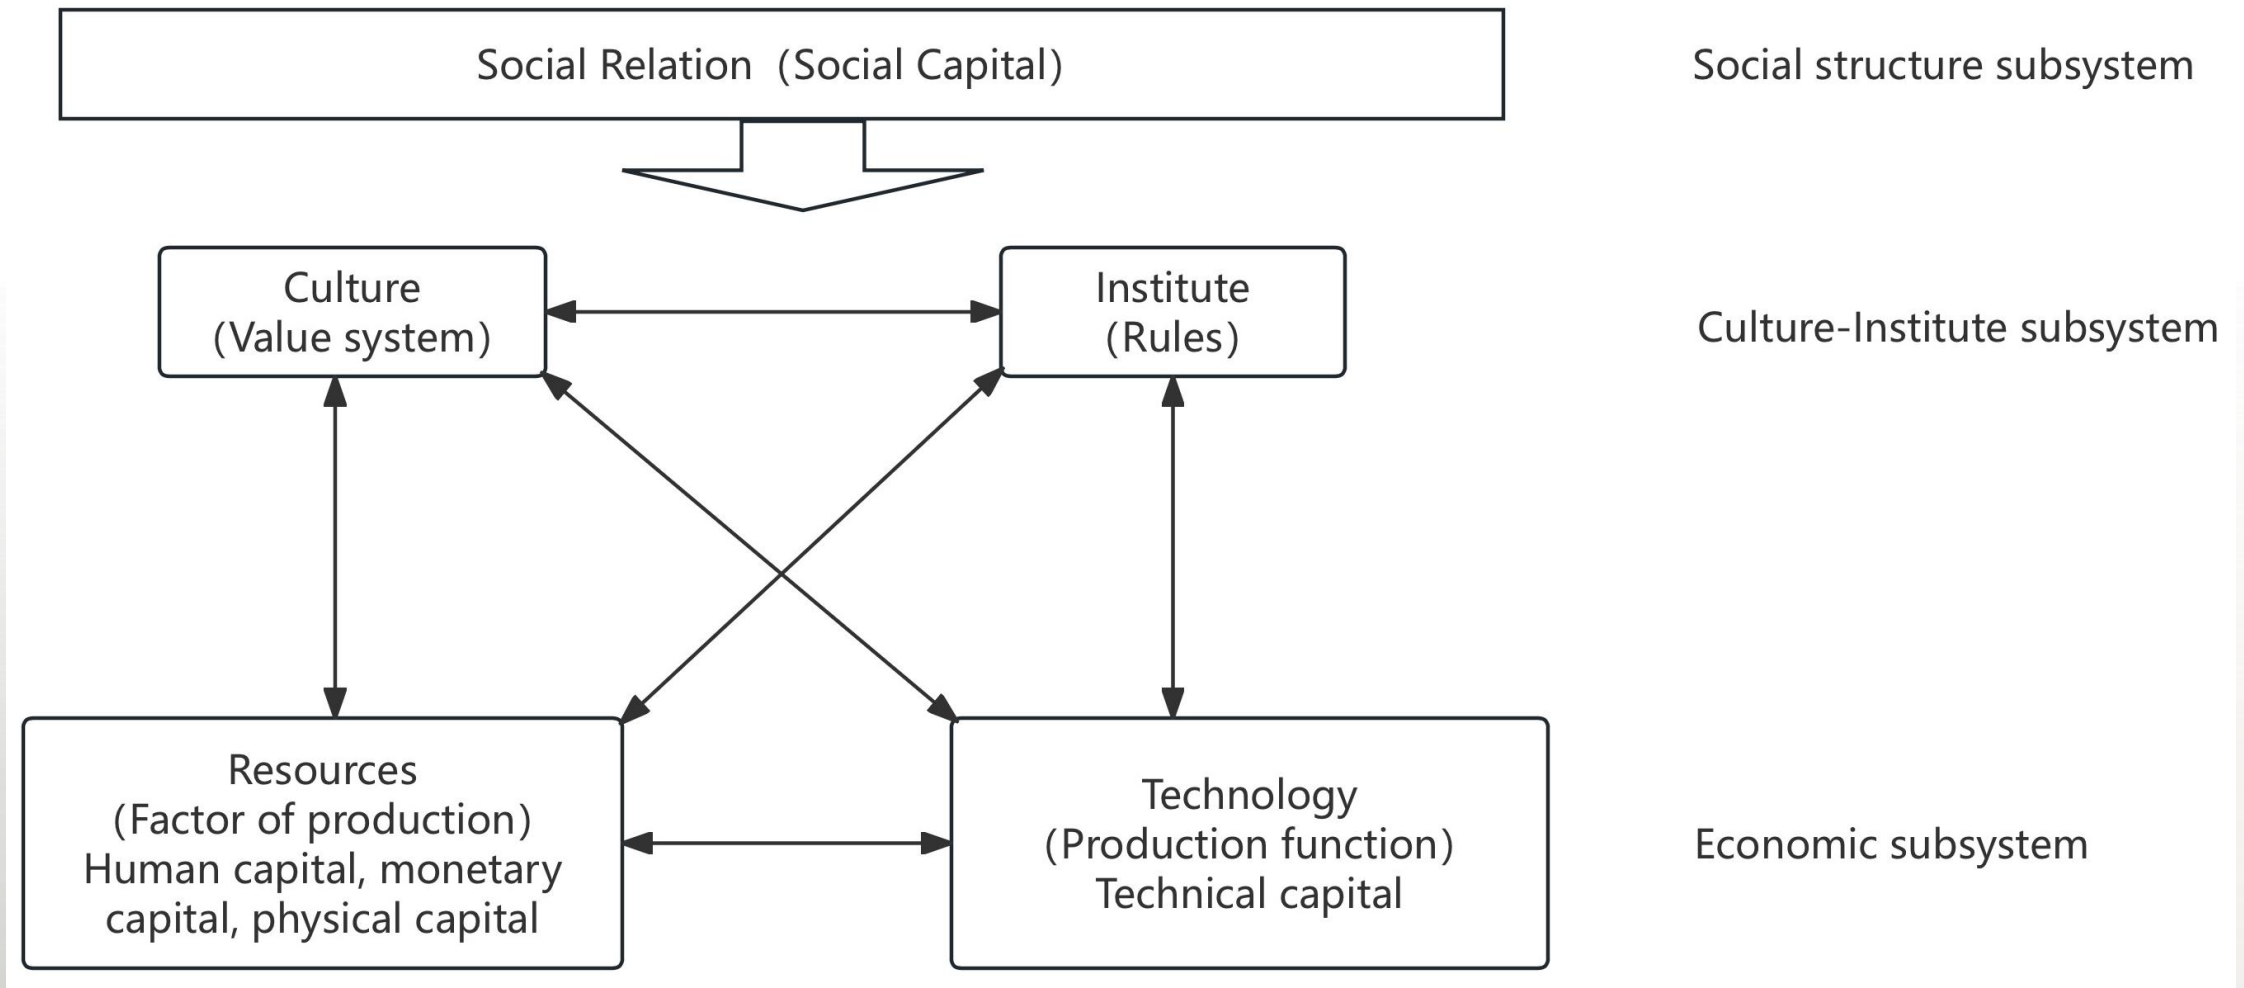 Social Relation（Social Capital）
Social structure subsystem
Culture
（Value system）
Institute
（Rules）
Culture-Institute subsystem
Resources
（Factor of production）
Human capital, monetary
capital, physical capital
Technology
（Production function）
Technical capital
Economic subsystem